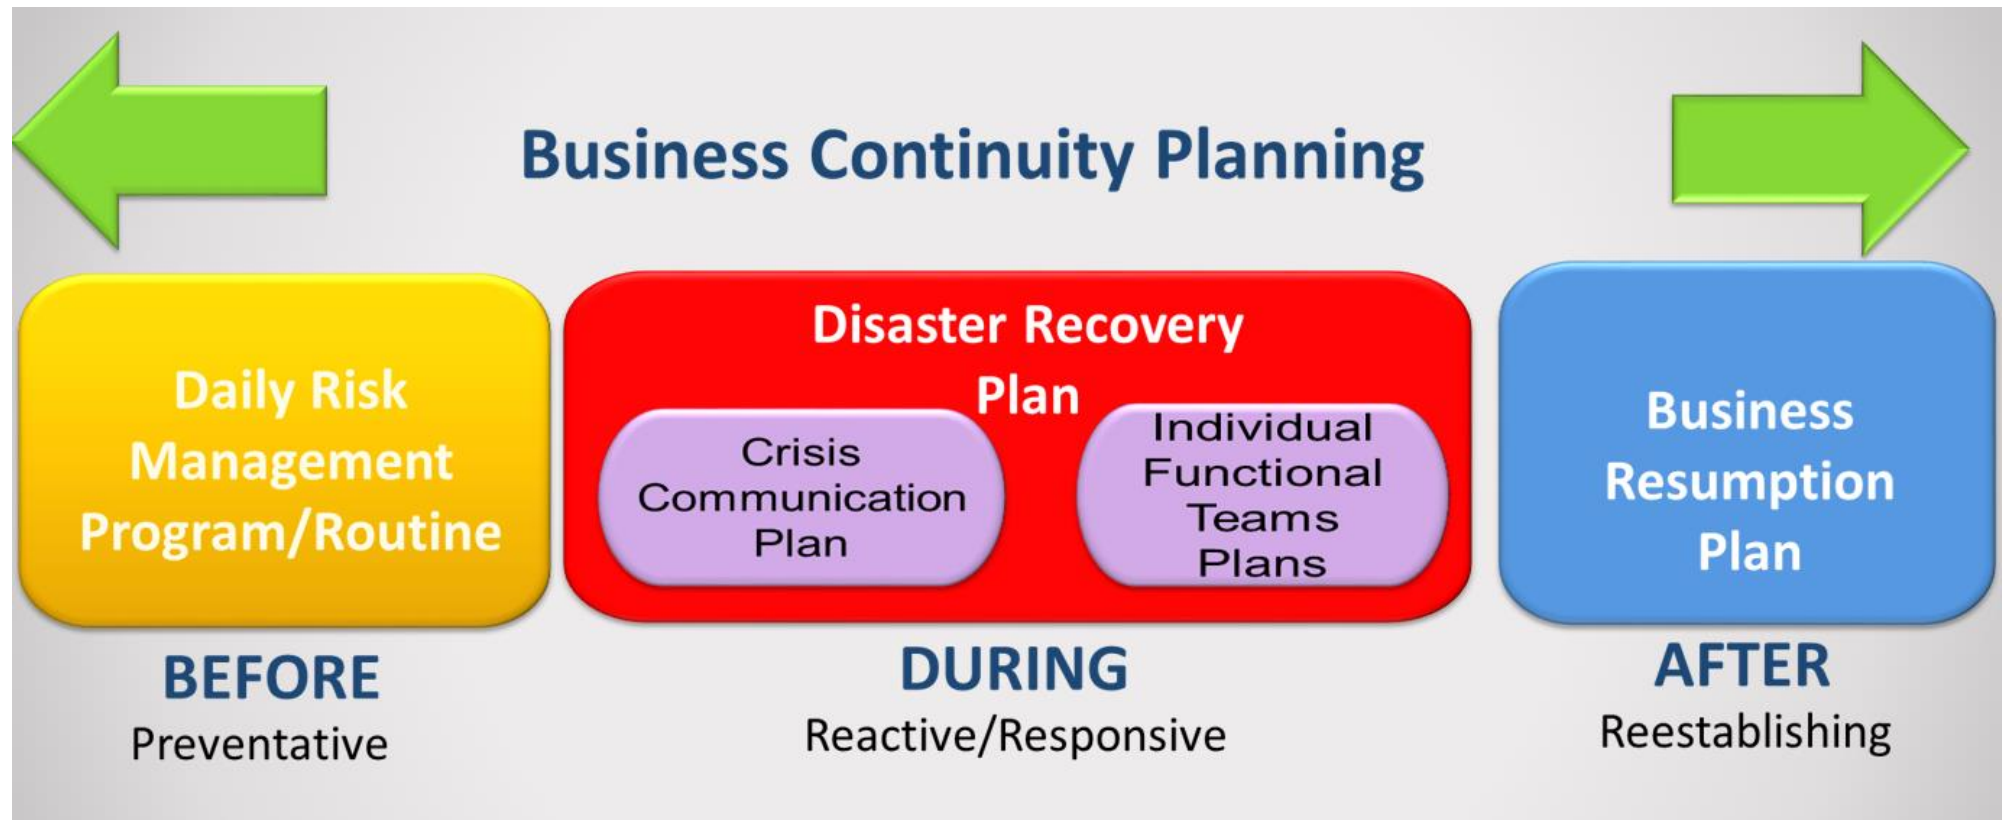 Business Continuity Planning
Daily Risk
Management
Program/Routine
Disaster Recovery
Plan
Crisis
Communication
Plan
Individual
Functional
Teams
Plans
Business
Resumption
Plan
BEFORE
Preventative
DURING
Reactive/Responsive
AFTER
Reestablishing